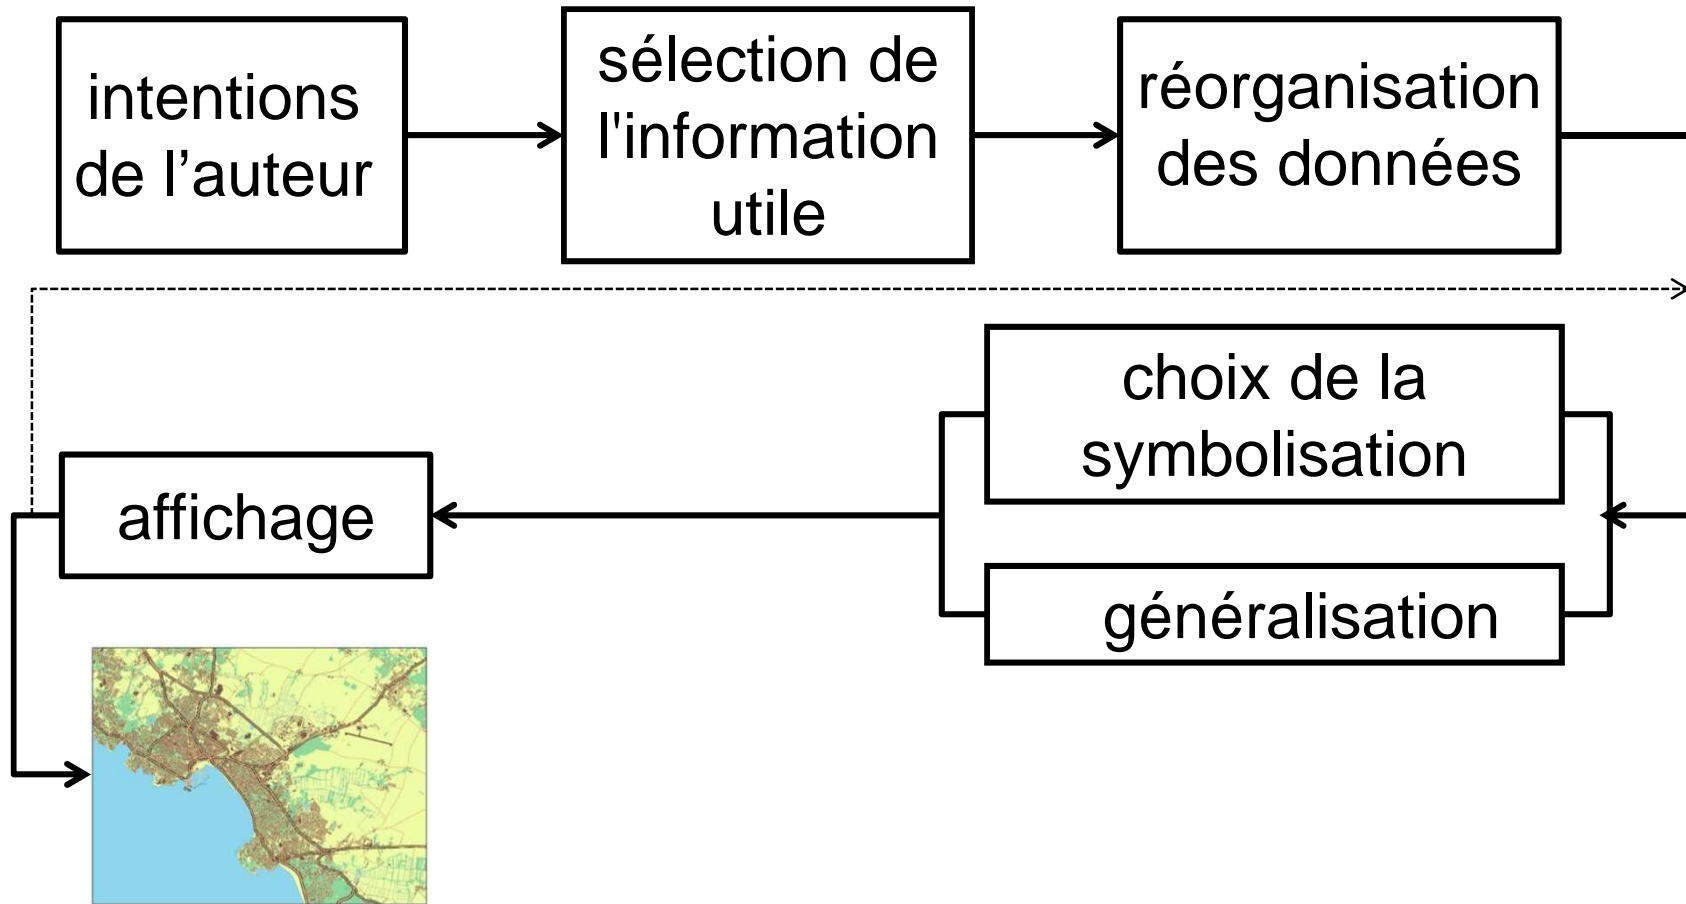 intentions
de l’auteur
sélection de
l'information
utile
réorganisation
des données
choix de la
symbolisation
affichage
généralisation